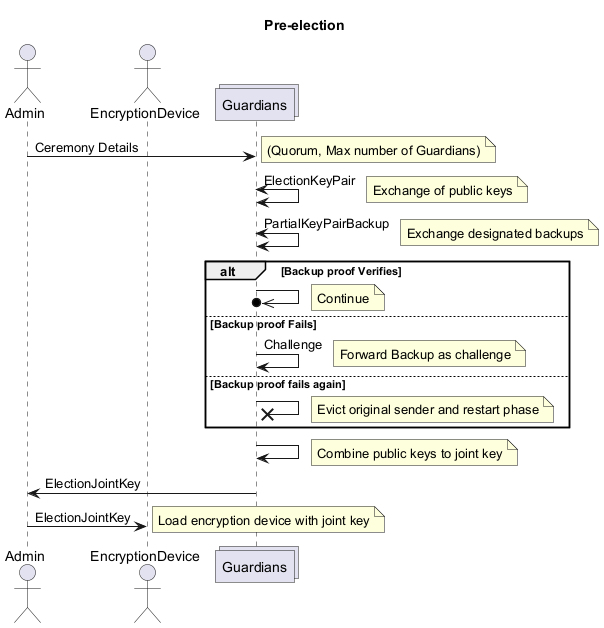 Pre-election
Admin
EncryptionDevice
Guardians
Ceremony Details
(Quorum, Max number of Guardians)
ElectionKeyPair
Exchange of public keys
PartialKeyPairBackup
Exchange designated backups
alt
[Backup proof Verifies]
Continue
[Backup proof Fails]
Challenge
Forward Backup as challenge
[Backup proof fails again]
Evict original sender and restart phase
Combine public keys to joint key
ElectionJointKey
ElectionJointKey
Load encryption device with joint key
Admin
EncryptionDevice
Guardians